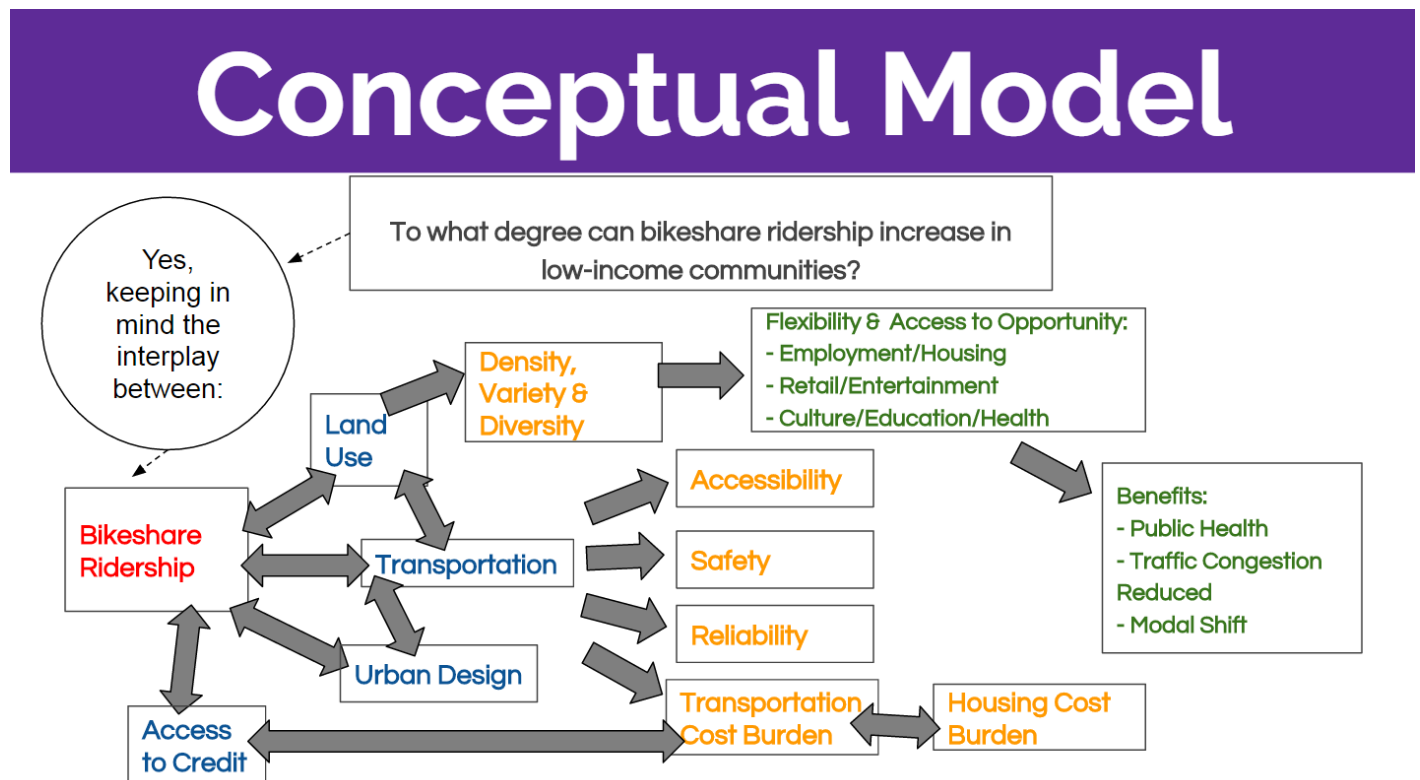 Conceptual Model
To what degree can bikeshare ridership increase in
low-income communities?
Yes,
keeping in
mind the
interplay
between:
Flexibility & Access to Opportunity:
- Employment/Housing
- Retail/Entertainment
- Culture/Education/Health
Density,
Variety &
Diversity
Land
Use
Accessibility
Benefits:
- Public Health
- Traffic Congestion
Reduced
- Modal Shift
Bikeshare
Ridership
Transportation
Safety
Reliability
Urban Design
Transportation
Cost Burden
Housing Cost
Burden
Access
to Credit